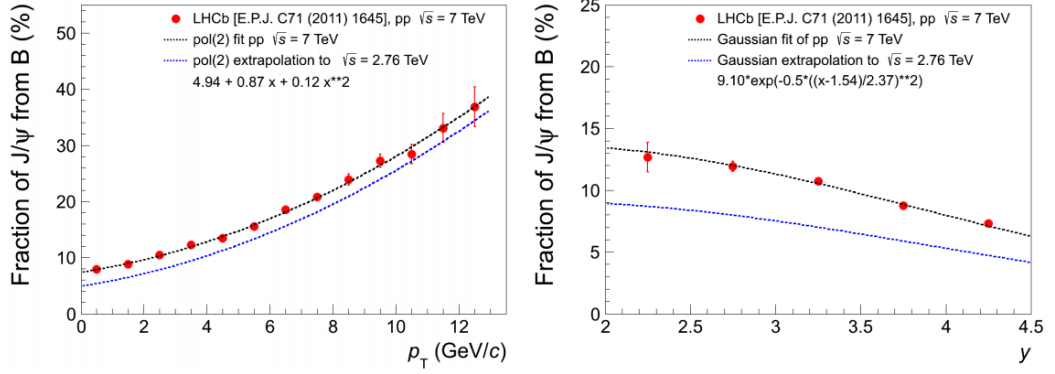 LHCb [E.P.J. C71 (2011) 1645], pp √s = 7 TeV
pol(2) fit pp √s = 7 TeV
pol(2) extrapolation to √s = 2.76 TeV
4.94 + 0.87 x + 0.12 x**2
Fraction of J/ψ from B (%)
50
40
30
20
10
0
0 2 4 6 8 10 12
p_T (GeV/c)
LHCb [E.P.J. C71 (2011) 1645], pp √s = 7 TeV
Gaussian fit of pp √s = 7 TeV
Gaussian extrapolation to √s = 2.76 TeV
9.10*exp(-0.5*((x-1.54)/2.37)**2)
Fraction of J/ψ from B (%)
25
20
15
10
5
0
2 2.5 3 3.5 4 4.5
y